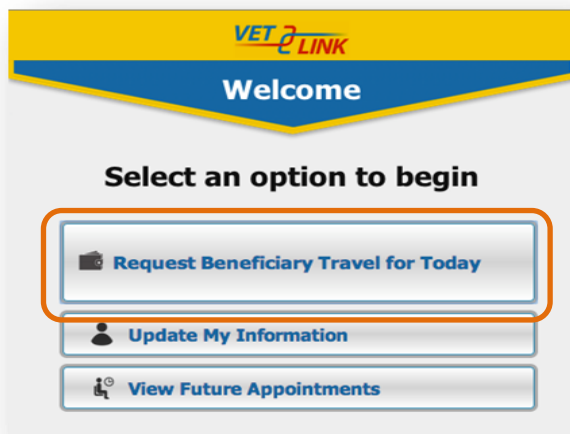 VET LINK
Welcome
Select an option to begin
Request Beneficiary Travel for Today
Update My Information
View Future Appointments